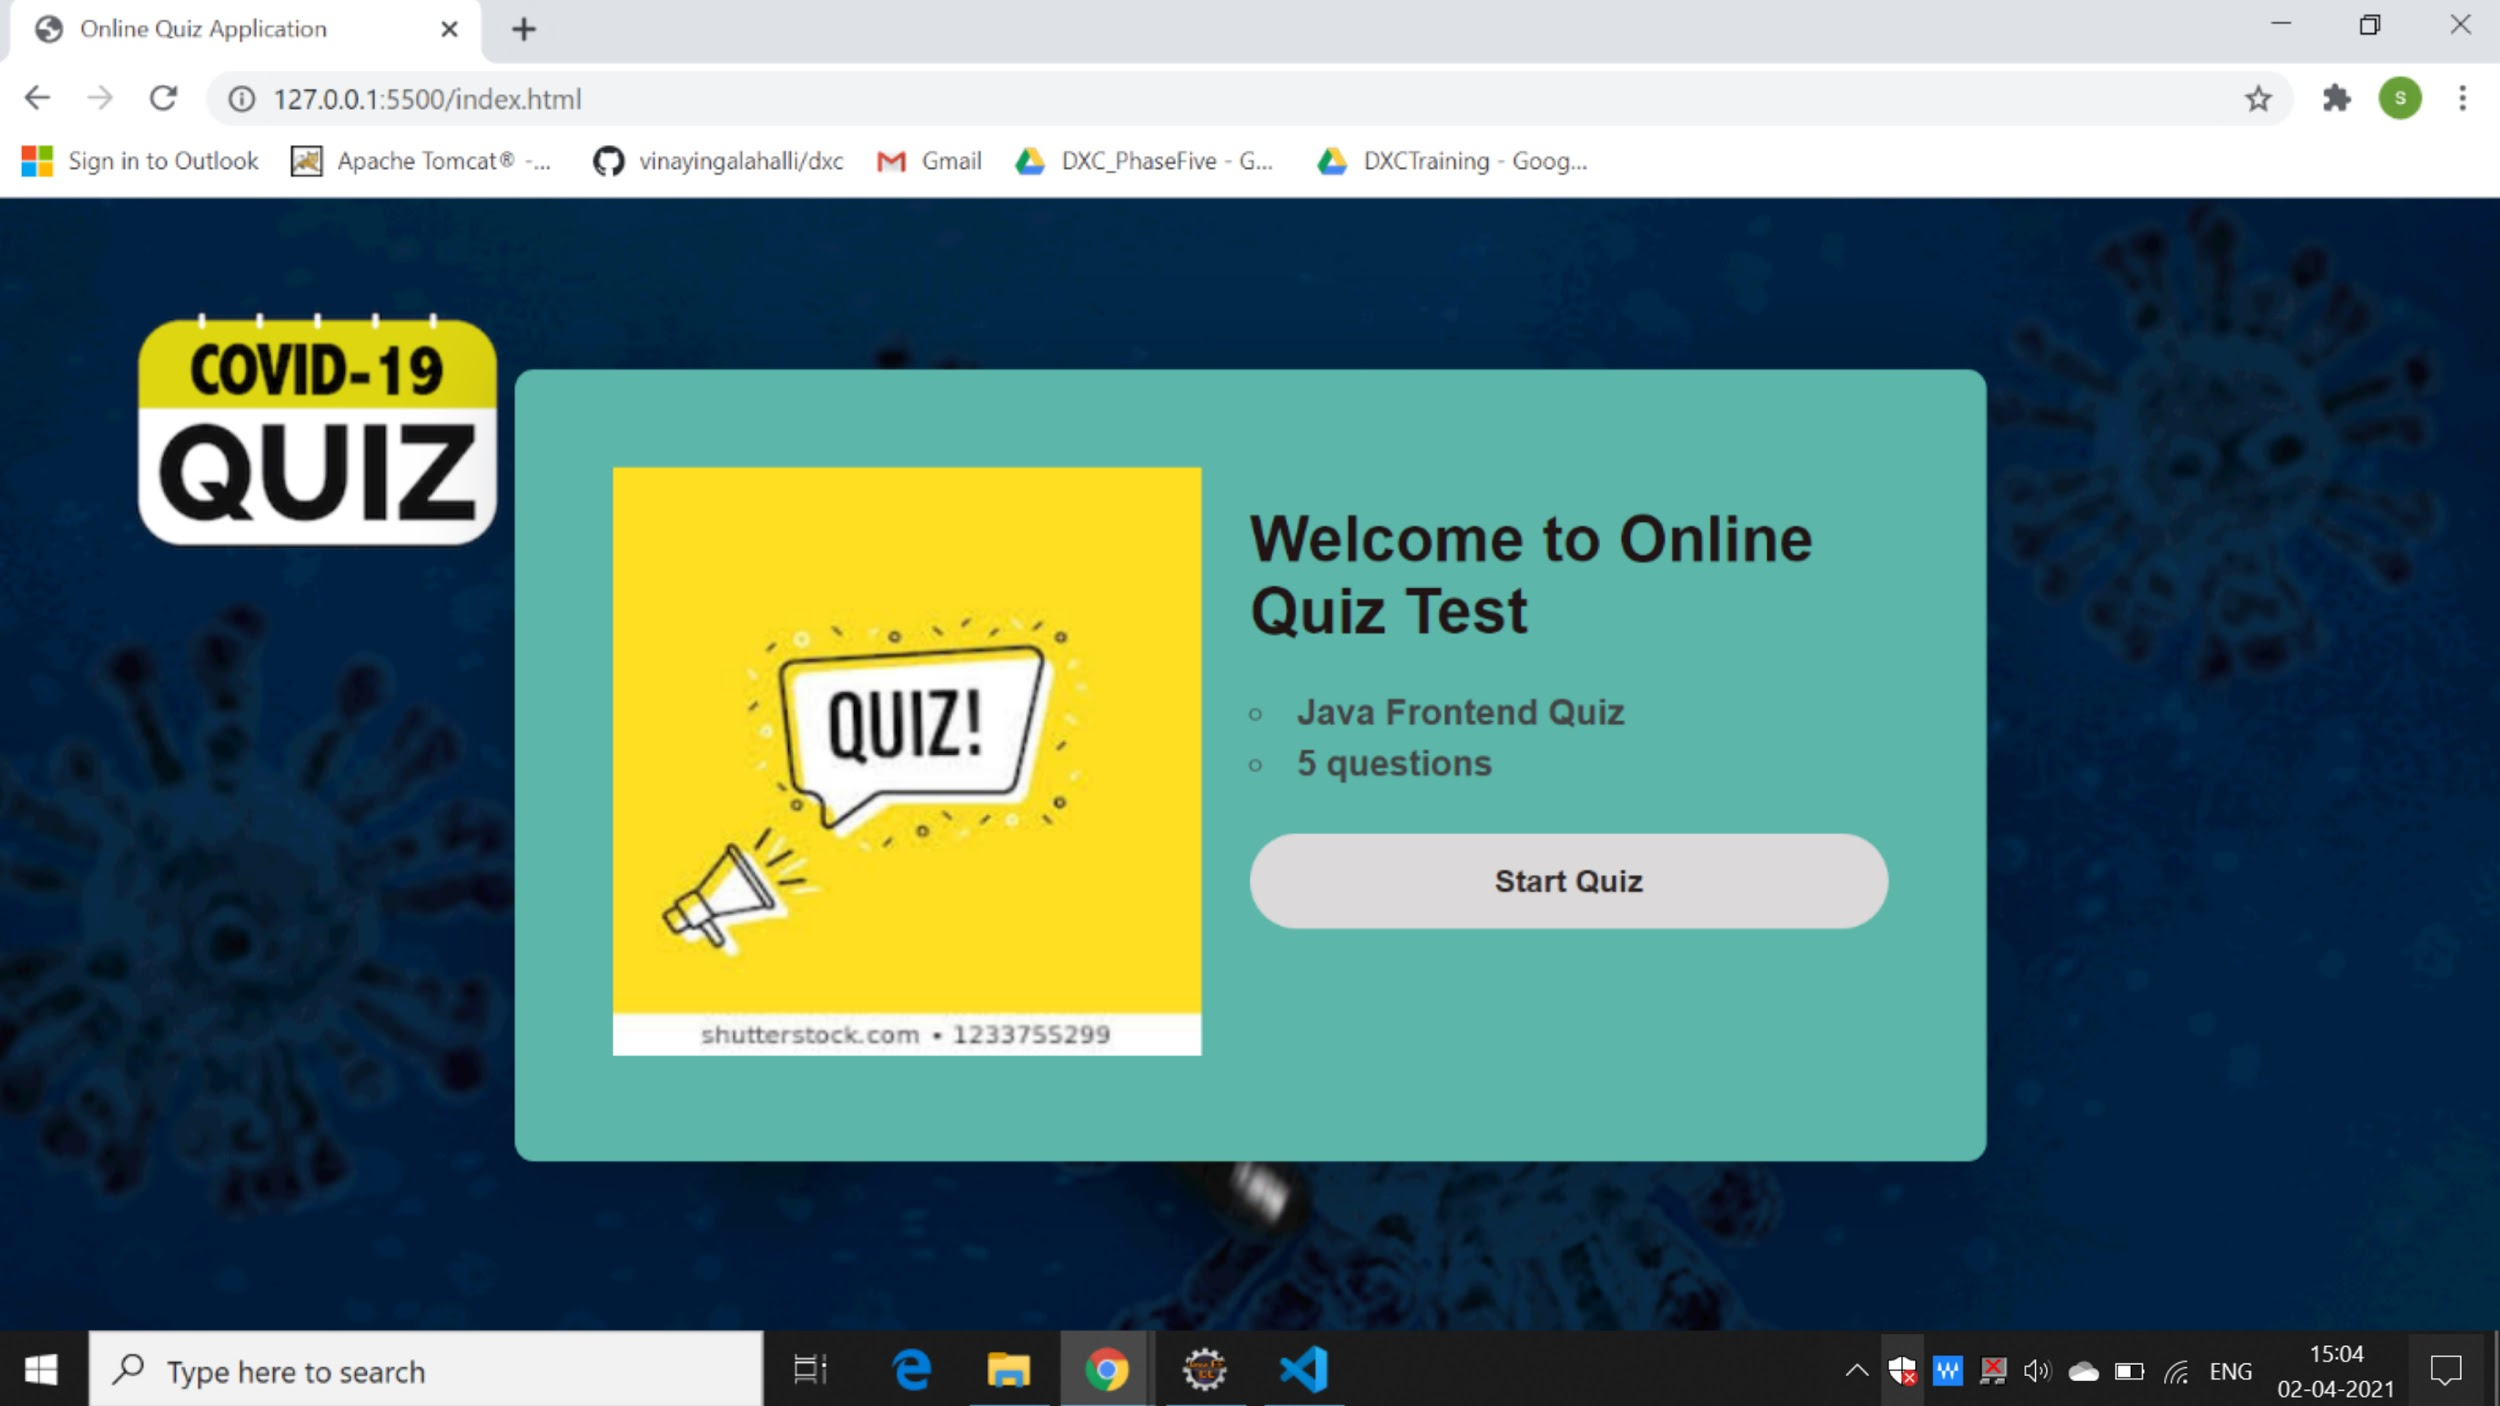 Online Quiz Application
127.0.0.1:5500/index.html
S
Sign in to Outlook
Apache Tomcat® -...
vinayingalahalli/dxc
Gmail
DXC_PhaseFive - G...
DXCTraining - Goog...
COVID-19
QUIZ
QUIZ!
shutterstock.com • 1233755299
Welcome to Online
Quiz Test
Java Frontend Quiz
5 questions
Start Quiz
Type here to search
W
ENG
15:04
02-04-2021